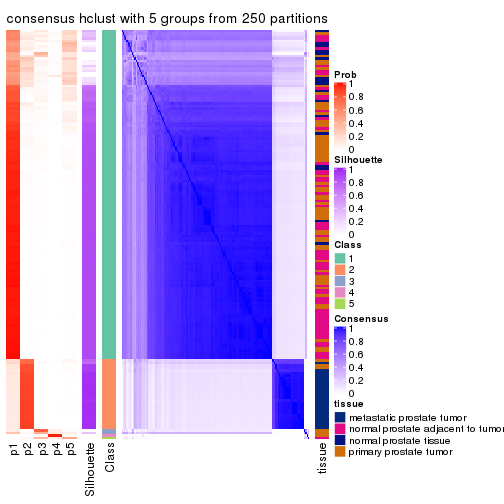 consensus hclust with 5 groups from 250 partitions
Prob
1
0.8
0.6
0.4
0.2
0
Silhouette
1
0.8
0.6
0.4
0.2
0
Class
1
2
3
4
5
Consensus
1
0.8
0.6
0.4
0.2
0
tissue
metastatic prostate tumor
normal prostate adjacent to tumor
normal prostate tissue
primary prostate tumor
p1
p2
p3
p4
p5
Silhouette
Class
tissue